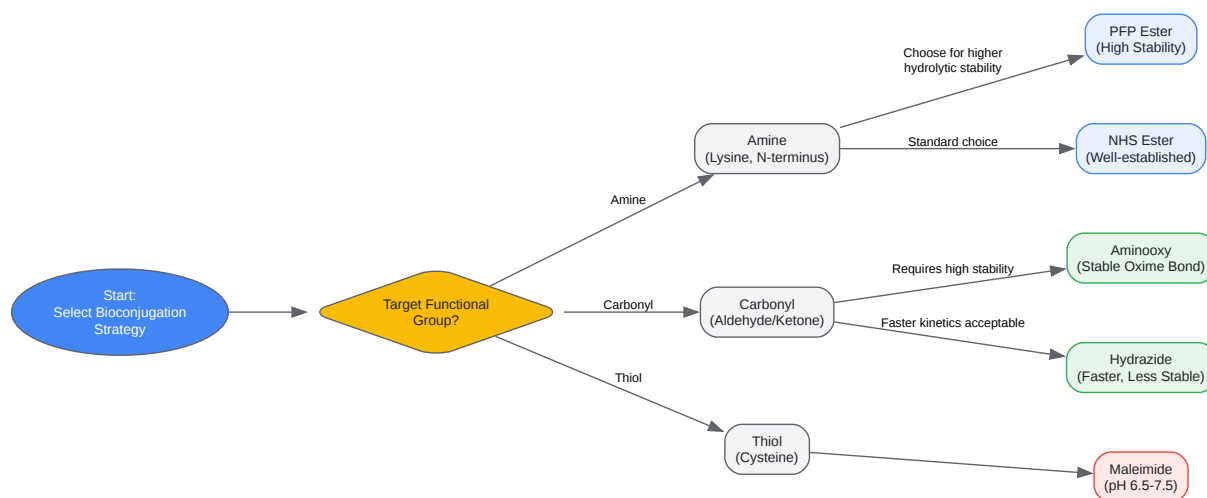 PFP Ester
(High Stability)
Choose for higher
hydrolytic stability
Amine
(Lysine, N-terminus)
Standard choice
NHS Ester
(Well-established)
Amine
Aminooxy
(Stable Oxime Bond)
Requires high stability
Start:
Select Bioconjugation
Strategy
Target Functional
Group?
Carbonyl
Carbonyl
(Aldehyde/Ketone)
Faster kinetics acceptable
Hydrazide
(Faster, Less Stable)
Thiol
Thiol
(Cysteine)
Maleimide
(pH 6.5-7.5)